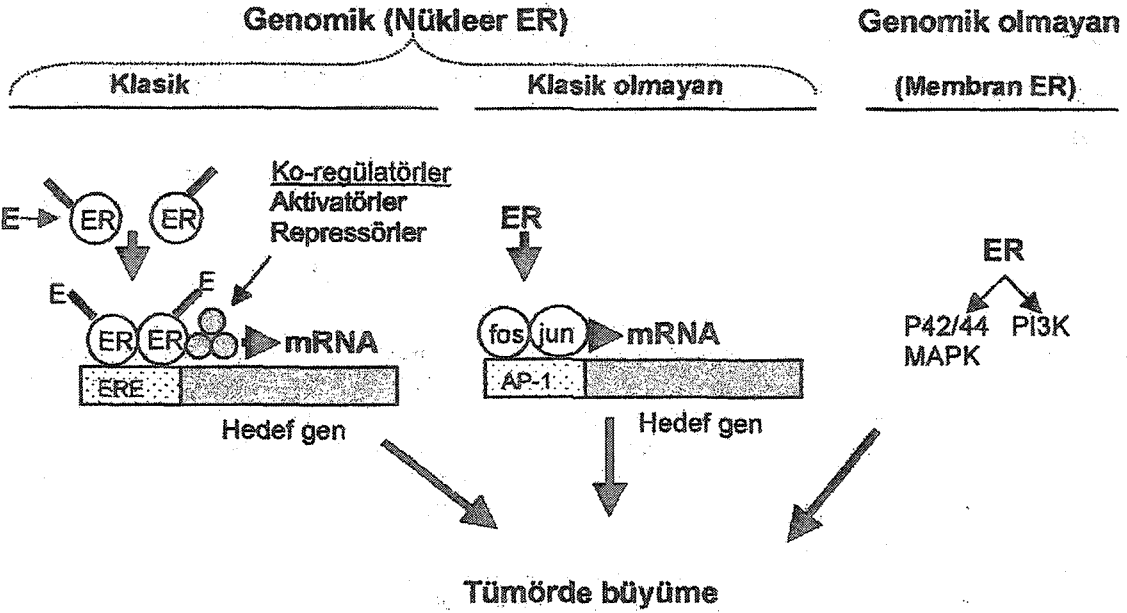 Genomik (Nükleer ER)
Genomik olmayan
Klasik
Klasik olmayan
(Membran ER)
Ko-regülatörler
Aktivatörler
Repressörler
E
ER
ER
ER
ER
E
E
ER
ER
mRNA
fos
jun
mRNA
P42/44
PI3K
MAPK
ERE
AP-1
Hedef gen
Hedef gen
Tümörde büyüme